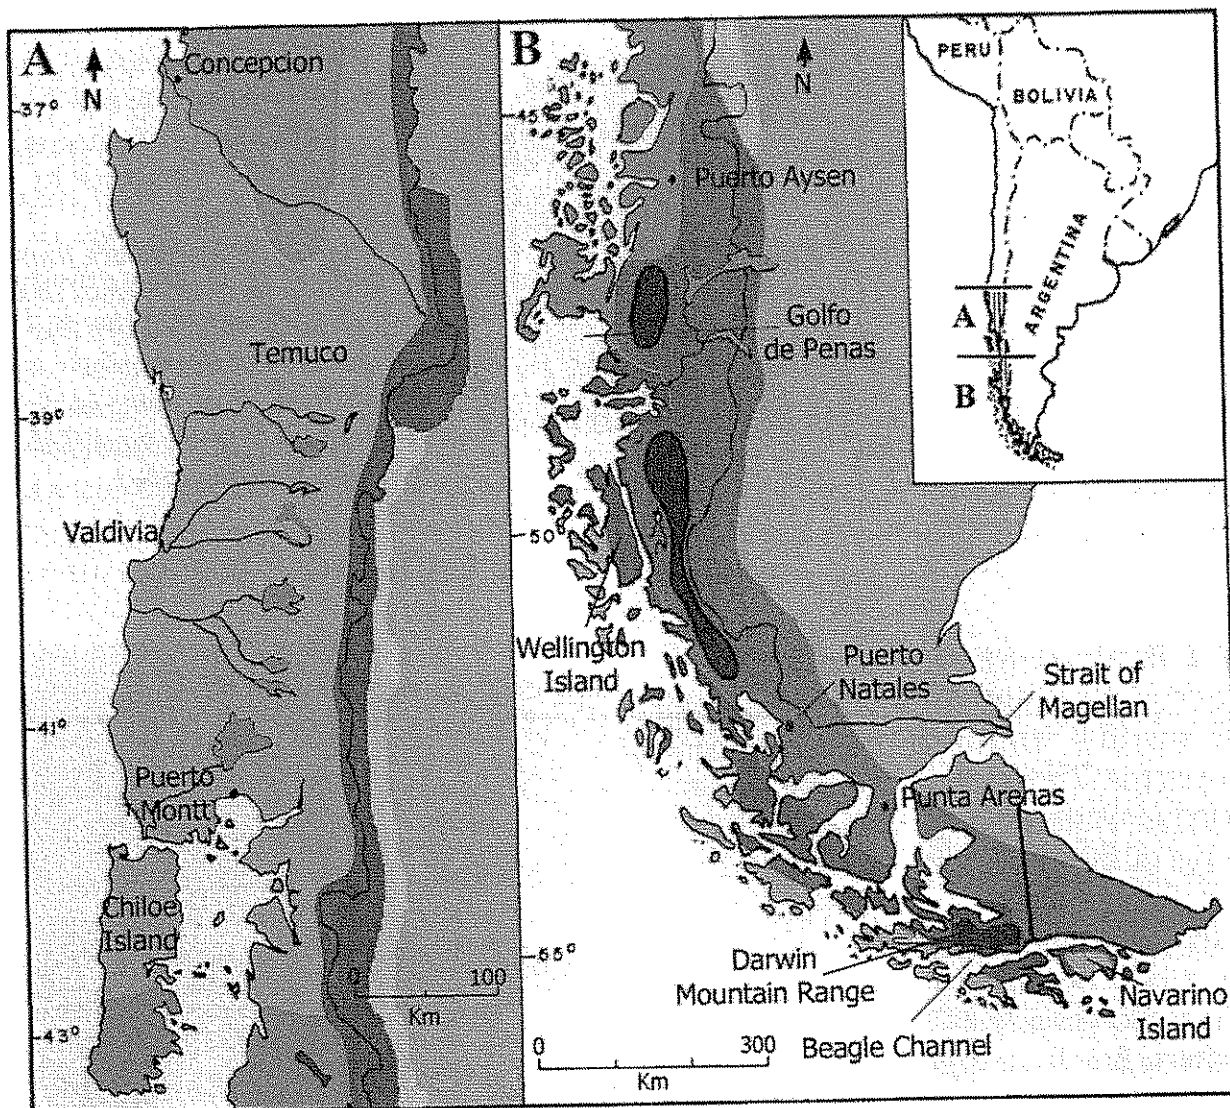 A
N
Concepcion
37°
Temuco
39°
Valdivia
41°
Puerto
Montt
Chiloe
Island
43°
0 100
Km
B
N
45°
Puerto Aysen
Golfo
de Penas
50°
Wellington
Island
Puerto
Natales
Strait of
Magellan
Punta Arenas
55°
Darwin
Mountain Range
Navarino
Island
Beagle Channel
0 300
Km
PERU
BOLIVIA
ARGENTINA
A
B